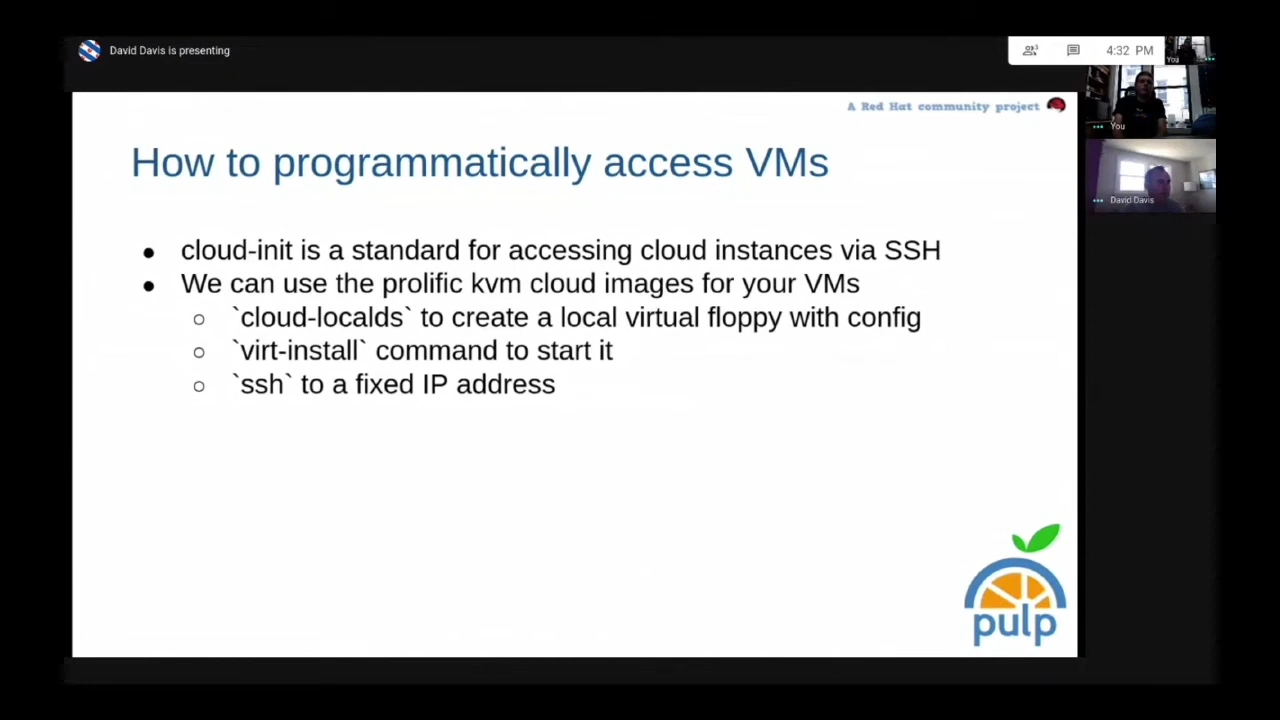 David Davis is presenting
3
4:32 PM
You
You
David Davis
A Red Hat community project
How to programmatically access VMs
● cloud-init is a standard for accessing cloud instances via SSH
● We can use the prolific kvm cloud images for your VMs
○ `cloud-localds` to create a local virtual floppy with config
○ `virt-install` command to start it
○ `ssh` to a fixed IP address
pulp